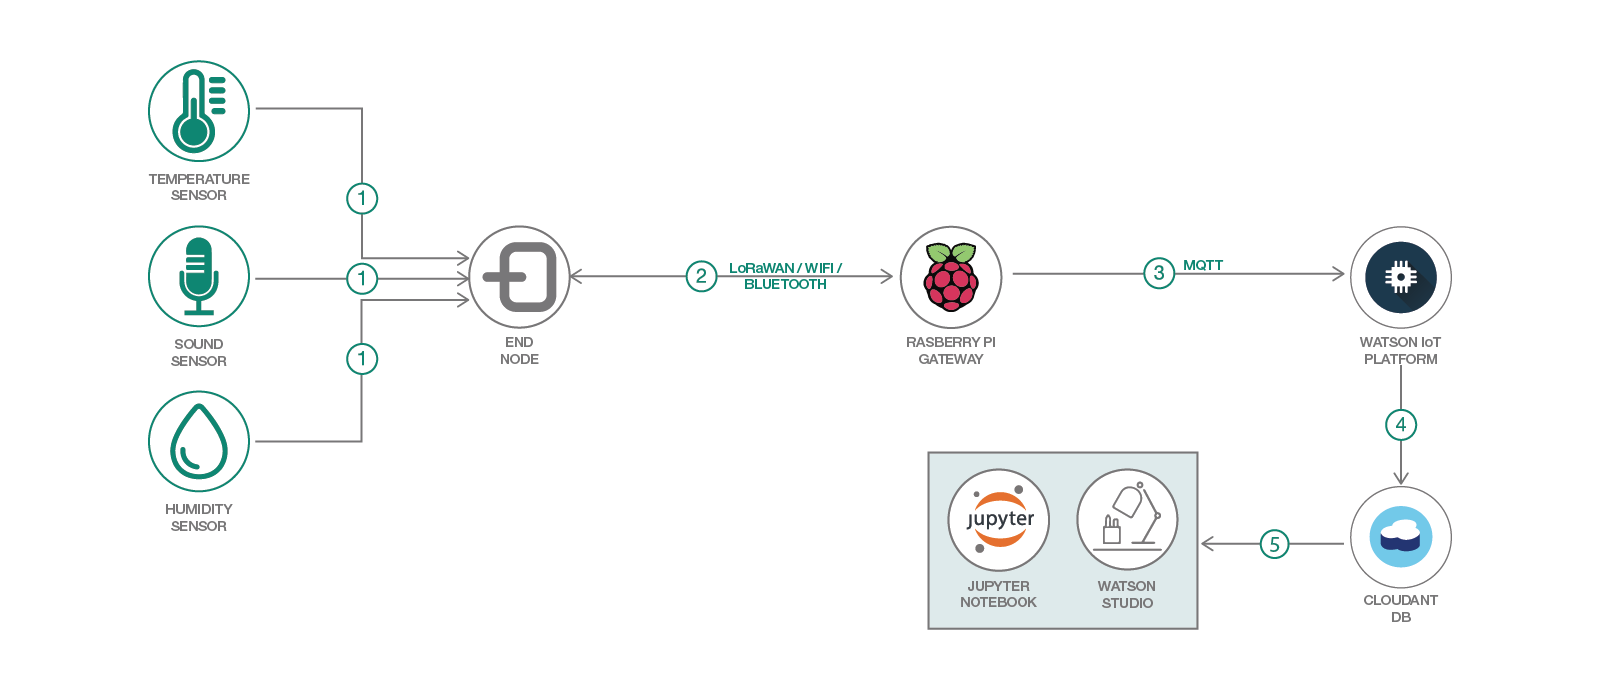 TEMPERATURE
SENSOR
1
SOUND
SENSOR
1
1
HUMIDITY
SENSOR
END
NODE
2
LoRaWAN / WIFI /
BLUETOOTH
RASBERRY PI
GATEWAY
3
MQTT
WATSON IoT
PLATFORM
4
CLOUDANT
DB
5
jupyter
JUPYTER
NOTEBOOK
WATSON
STUDIO